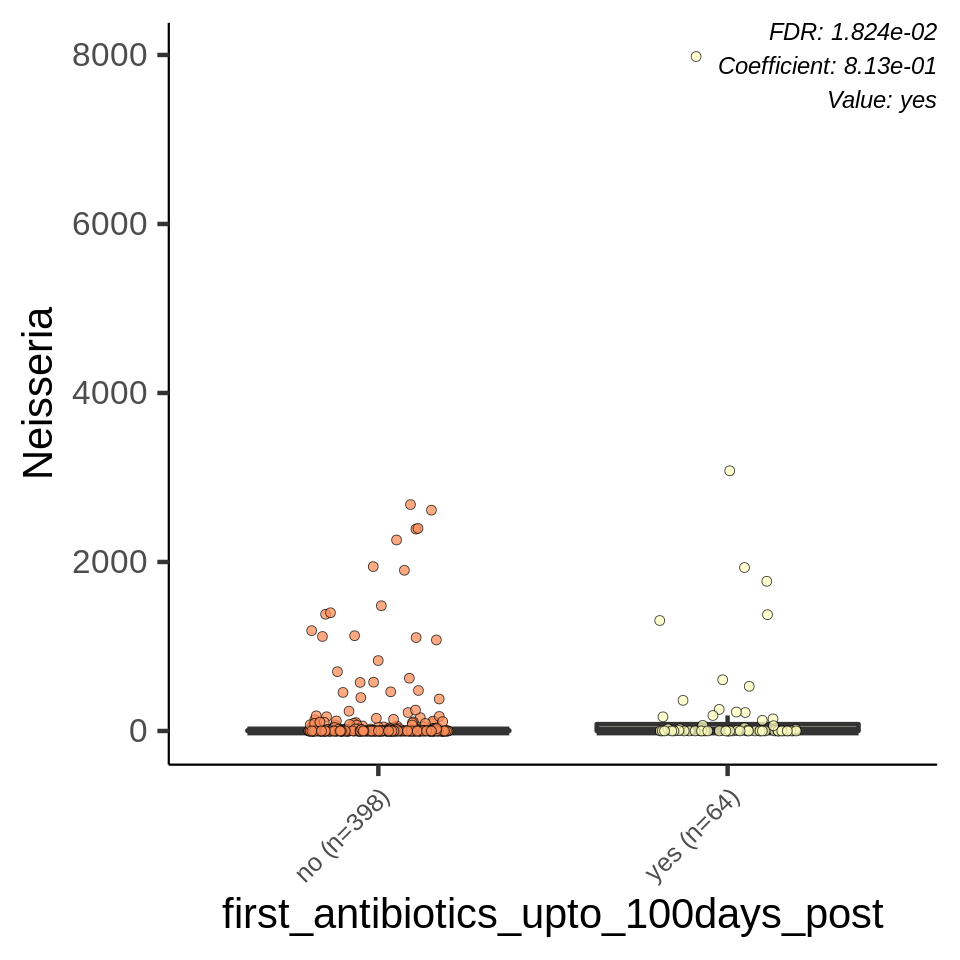 FDR: 1.824e-02
Coefficient: 8.13e-01
Value: yes
8000
6000
4000
2000
0
Neisseria
no (n=398)
yes (n=64)
first_antibiotics_upto_100days_post